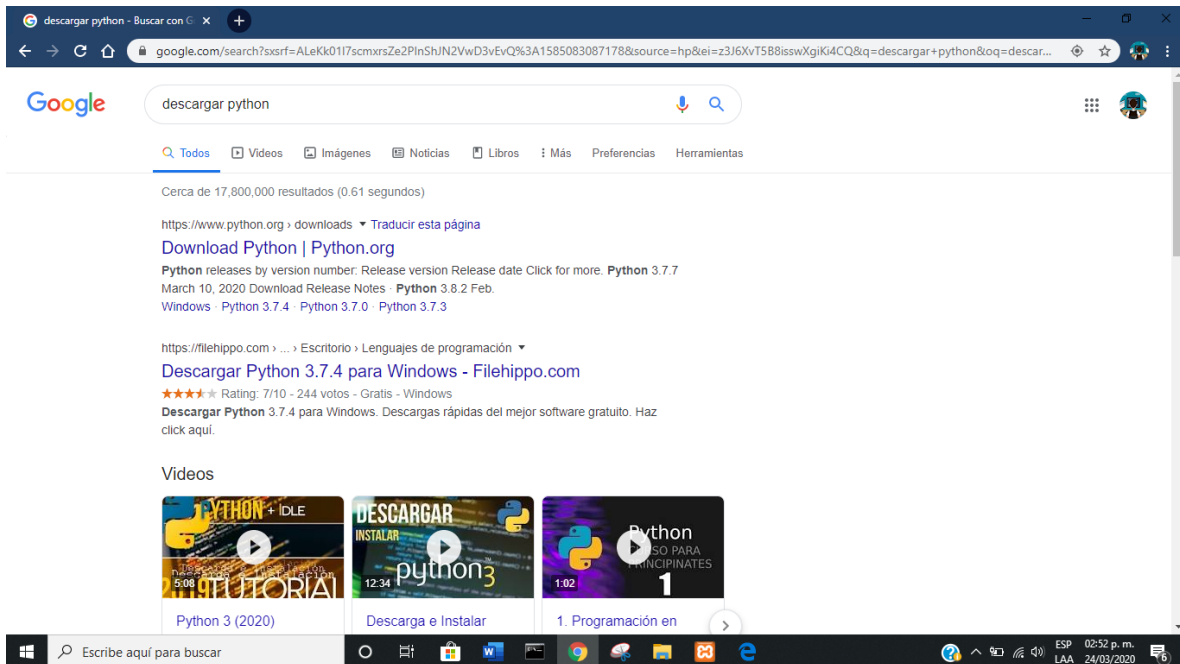 descargar python - Buscar con G
google.com/search?sxsrf=ALeKk01I7scmxrsZe2PlnShJN2VwD3vEvQ%3A1585083087178&source=hp&ei=z3J6XvT5B8isswXgiKi4CQ&q=descargar+python&oq=descar...
Google
descargar python
Todos Videos Imágenes Noticias Libros Más Preferencias Herramientas
Cerca de 17,800,000 resultados (0.61 segundos)
https://www.python.org › downloads ▼ Traducir esta página
Download Python | Python.org
Python releases by version number: Release version Release date Click for more. Python 3.7.7
March 10, 2020 Download Release Notes · Python 3.8.2 Feb.
Windows · Python 3.7.4 · Python 3.7.0 · Python 3.7.3
https://filehippo.com › ... › Escritorio › Lenguajes de programación ▼
Descargar Python 3.7.4 para Windows - Filehippo.com
Rating: 7/10 - 244 votos - Gratis - Windows
Descargar Python 3.7.4 para Windows. Descargas rápidas del mejor software gratuito. Haz
click aquí.
Videos
PYTHON + IDLE
Descarga e Instalación
2019 TUTORIAL
5:08
DESCARGAR
INSTALAR
python3
12:34
Python
PARA
PRINCIPINATES
1
1:02
Python 3 (2020)
Descarga e Instalar
1. Programación en
Escribe aquí para buscar
ESP
LAA
02:52 p. m.
24/03/2020
6